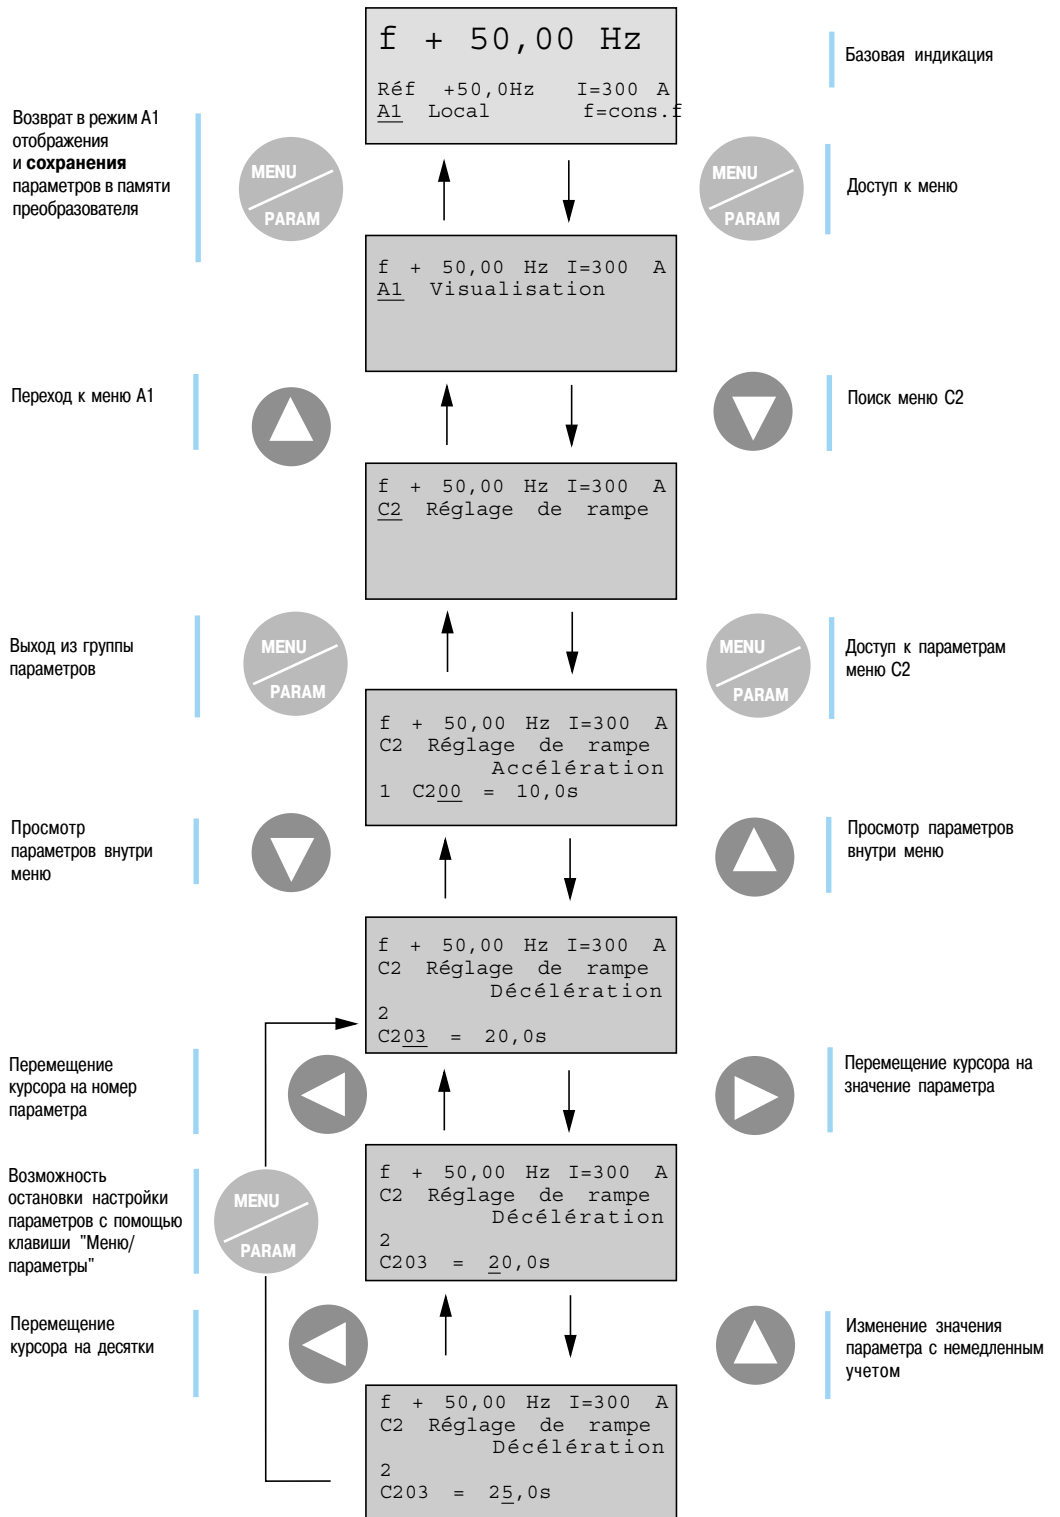 f + 50,00 Hz
Réf +50,0Hz I=300 A
A1 Local f=cons.f
Базовая индикация
Возврат в режим А1
отображения
и сохранения
параметров в памяти
преобразователя
MENU
PARAM
MENU
PARAM
Доступ к меню
f + 50,00 Hz I=300 A
A1 Visualisation
Переход к меню А1
Поиск меню С2
f + 50,00 Hz I=300 A
C2 Réglage de rampe
Выход из группы
параметров
MENU
PARAM
MENU
PARAM
Доступ к параметрам
меню С2
f + 50,00 Hz I=300 A
C2 Réglage de rampe
Accélération
1 C200 = 10,0s
Просмотр
параметров внутри
меню
Просмотр параметров
внутри меню
f + 50,00 Hz I=300 A
C2 Réglage de rampe
Décélération
2
C203 = 20,0s
Перемещение
курсора на номер
параметра
Перемещение курсора на
значение параметра
f + 50,00 Hz I=300 A
C2 Réglage de rampe
Décélération
2
C203 = 20,0s
Возможность
остановки настройки
параметров с помощью
клавиши "Меню/
параметры"
MENU
PARAM
Перемещение
курсора на десятки
Изменение значения
параметра с немедленным
учетом
f + 50,00 Hz I=300 A
C2 Réglage de rampe
Décélération
2
C203 = 25,0s